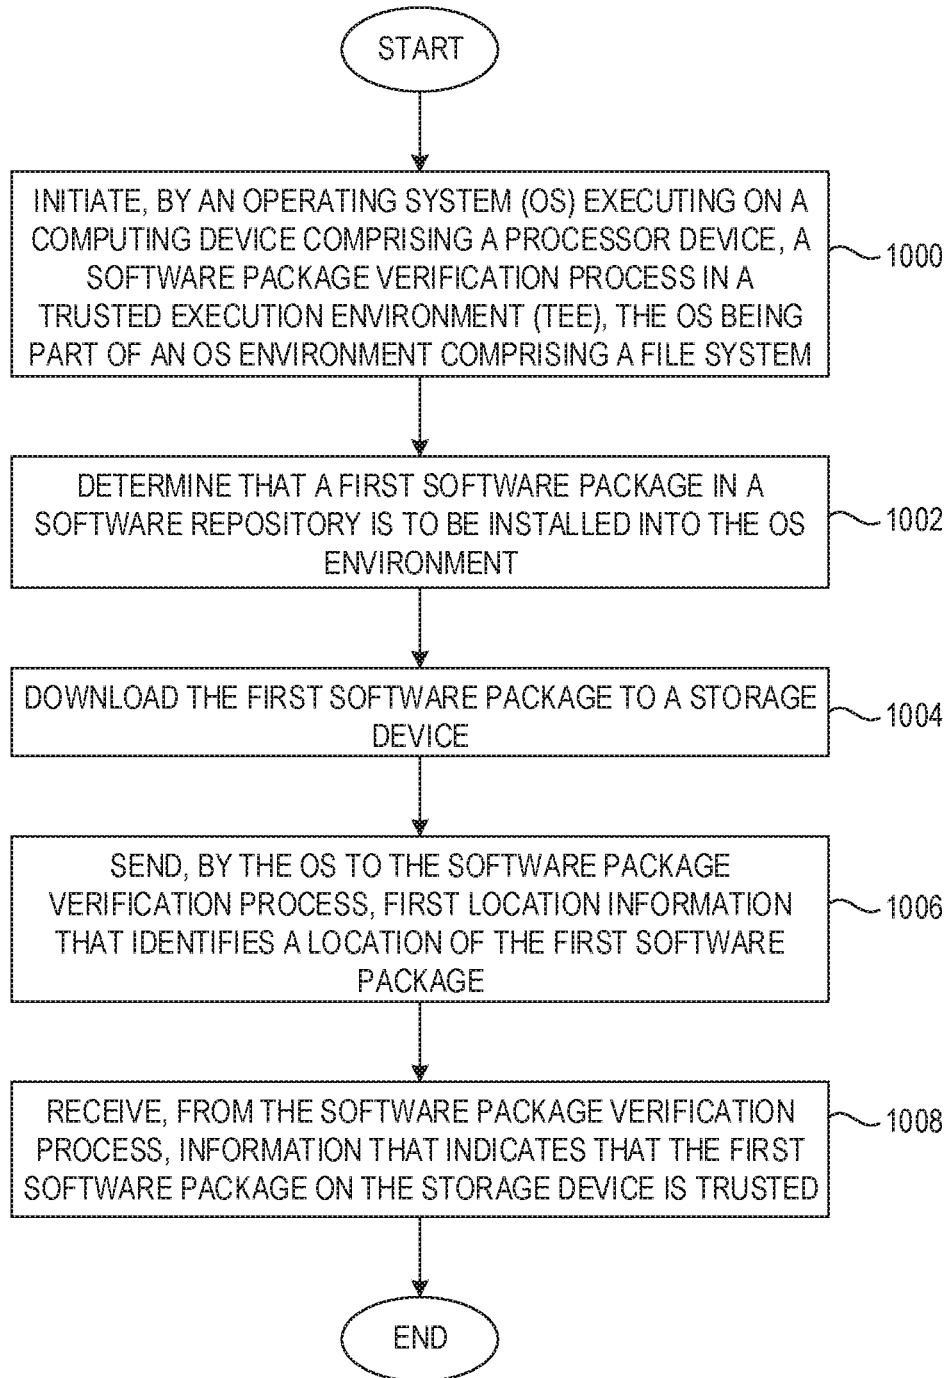 START
INITIATE, BY AN OPERATING SYSTEM (OS) EXECUTING ON A
COMPUTING DEVICE COMPRISING A PROCESSOR DEVICE, A
SOFTWARE PACKAGE VERIFICATION PROCESS IN A
TRUSTED EXECUTION ENVIRONMENT (TEE), THE OS BEING
PART OF AN OS ENVIRONMENT COMPRISING A FILE SYSTEM
1000
DETERMINE THAT A FIRST SOFTWARE PACKAGE IN A
SOFTWARE REPOSITORY IS TO BE INSTALLED INTO THE OS
ENVIRONMENT
1002
DOWNLOAD THE FIRST SOFTWARE PACKAGE TO A STORAGE
DEVICE
1004
SEND, BY THE OS TO THE SOFTWARE PACKAGE
VERIFICATION PROCESS, FIRST LOCATION INFORMATION
THAT IDENTIFIES A LOCATION OF THE FIRST SOFTWARE
PACKAGE
1006
RECEIVE, FROM THE SOFTWARE PACKAGE VERIFICATION
PROCESS, INFORMATION THAT INDICATES THAT THE FIRST
SOFTWARE PACKAGE ON THE STORAGE DEVICE IS TRUSTED
1008
END